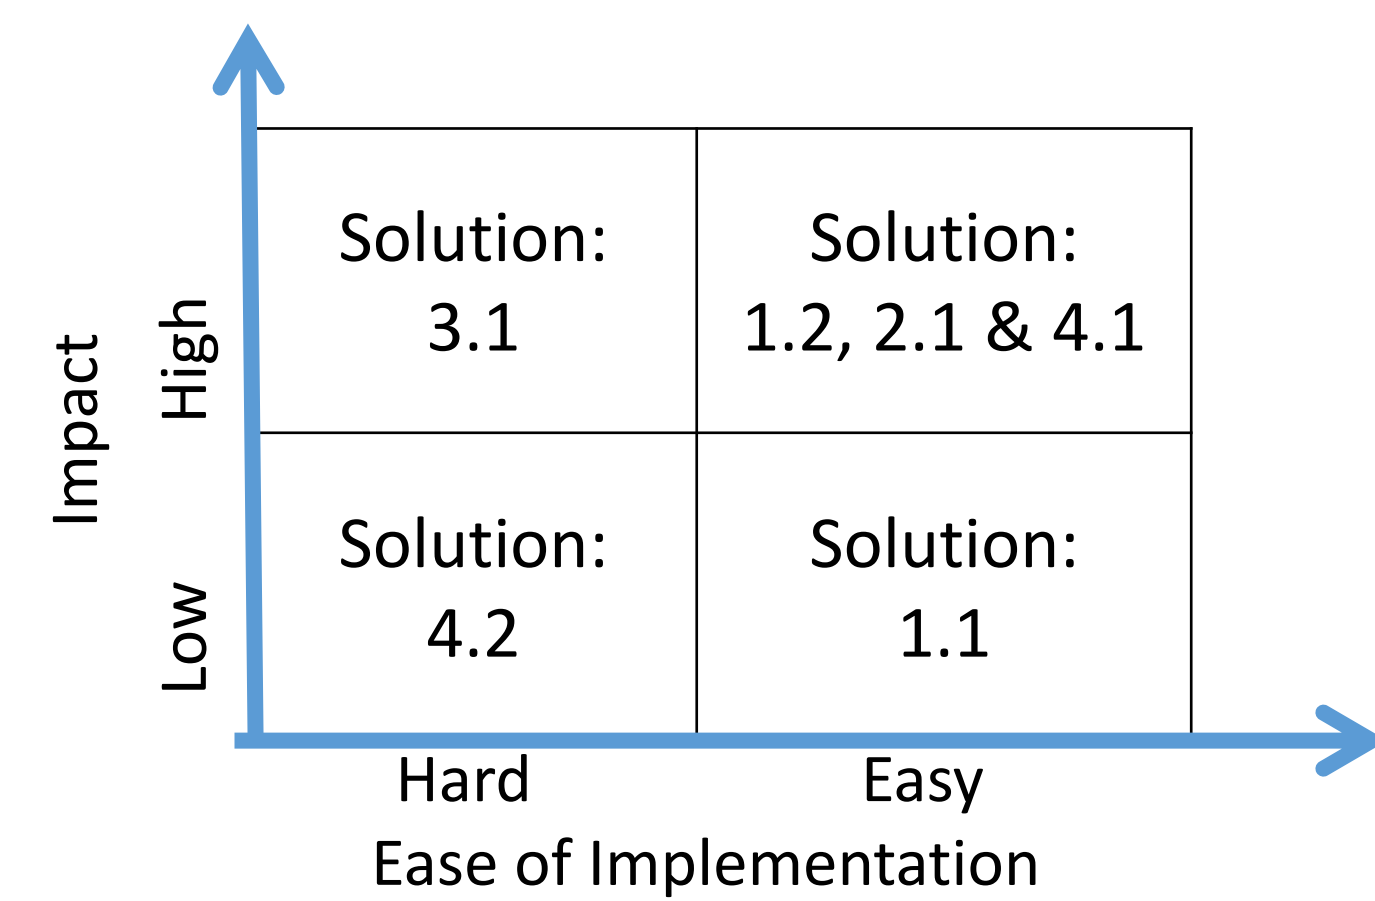 Impact
High
Low
Solution:
3.1
Solution:
1.2, 2.1 & 4.1
Solution:
4.2
Solution:
1.1
Hard
Easy
Ease of Implementation